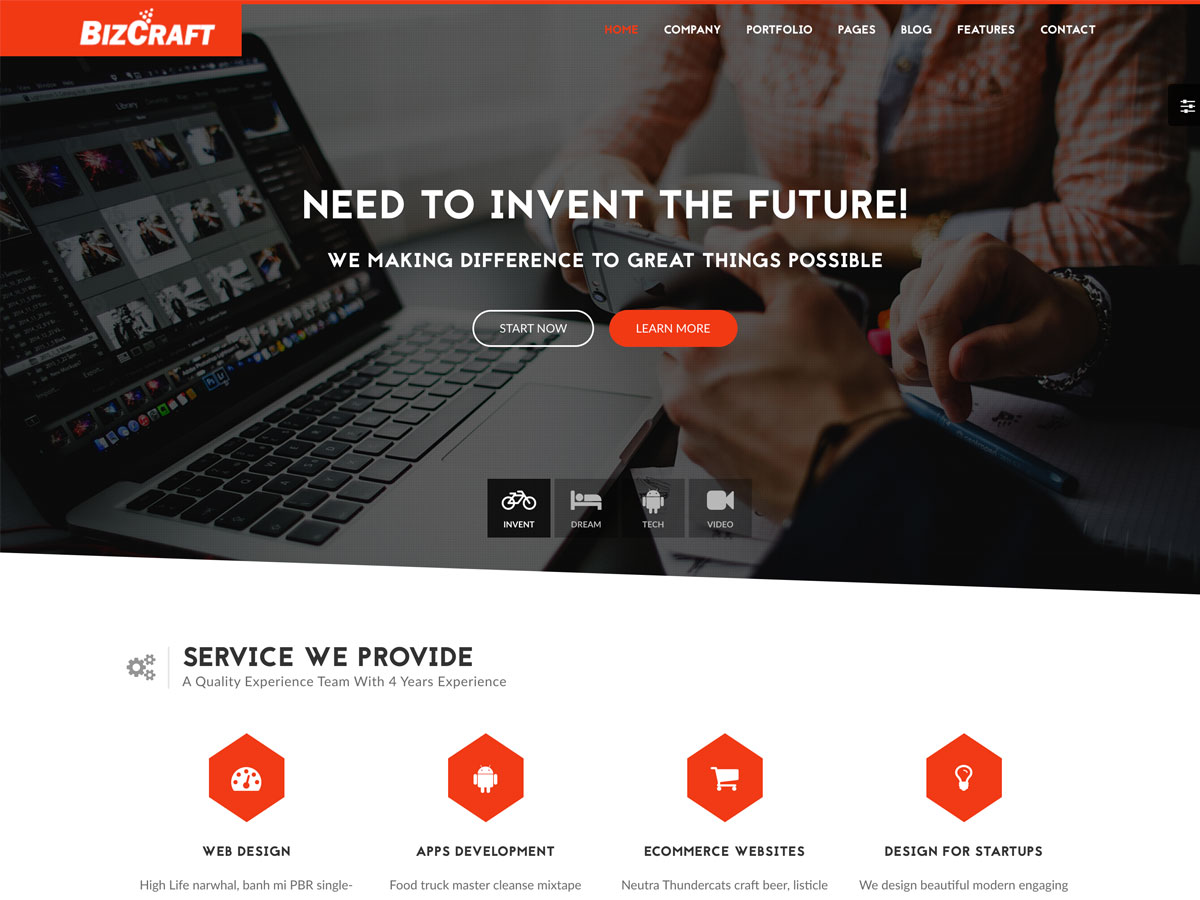 BizCraft
HOME COMPANY PORTFOLIO PAGES BLOG FEATURES CONTACT
Library
NEED TO INVENT THE FUTURE!
WE MAKING DIFFERENCE TO GREAT THINGS POSSIBLE
START NOW LEARN MORE
INVENT DREAM TECH VIDEO
SERVICE WE PROVIDE
A Quality Experience Team With 4 Years Experience
WEB DESIGN APPS DEVELOPMENT ECOMMERCE WEBSITES DESIGN FOR STARTUPS
High Life narwhal, banh mi PBR single- Food truck master cleanse mixtape Neutra Thundercats craft beer, listicle We design beautiful modern engaging